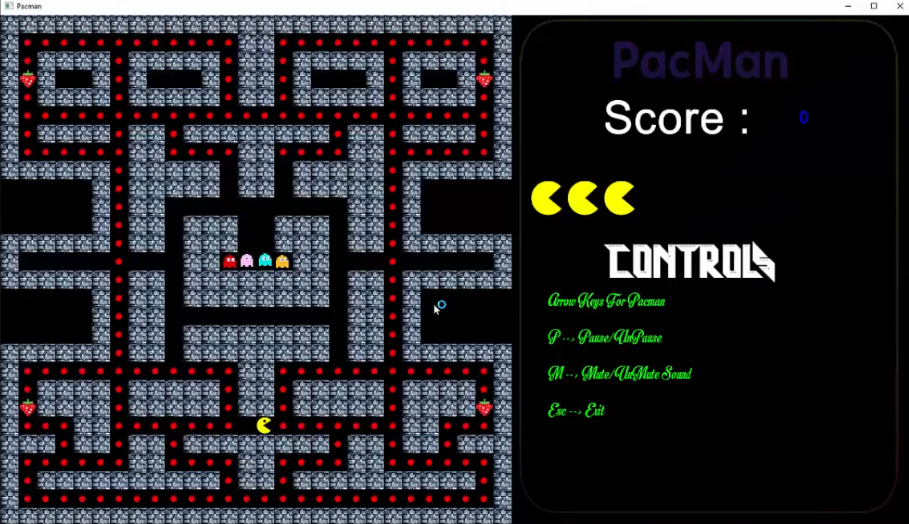 Pacman
PacMan
Score : 0
CONTROLS
Arrow Keys For Pacman
P --> Pause/UnPause
M --> Mute/UnMute Sound
Esc --> Exit